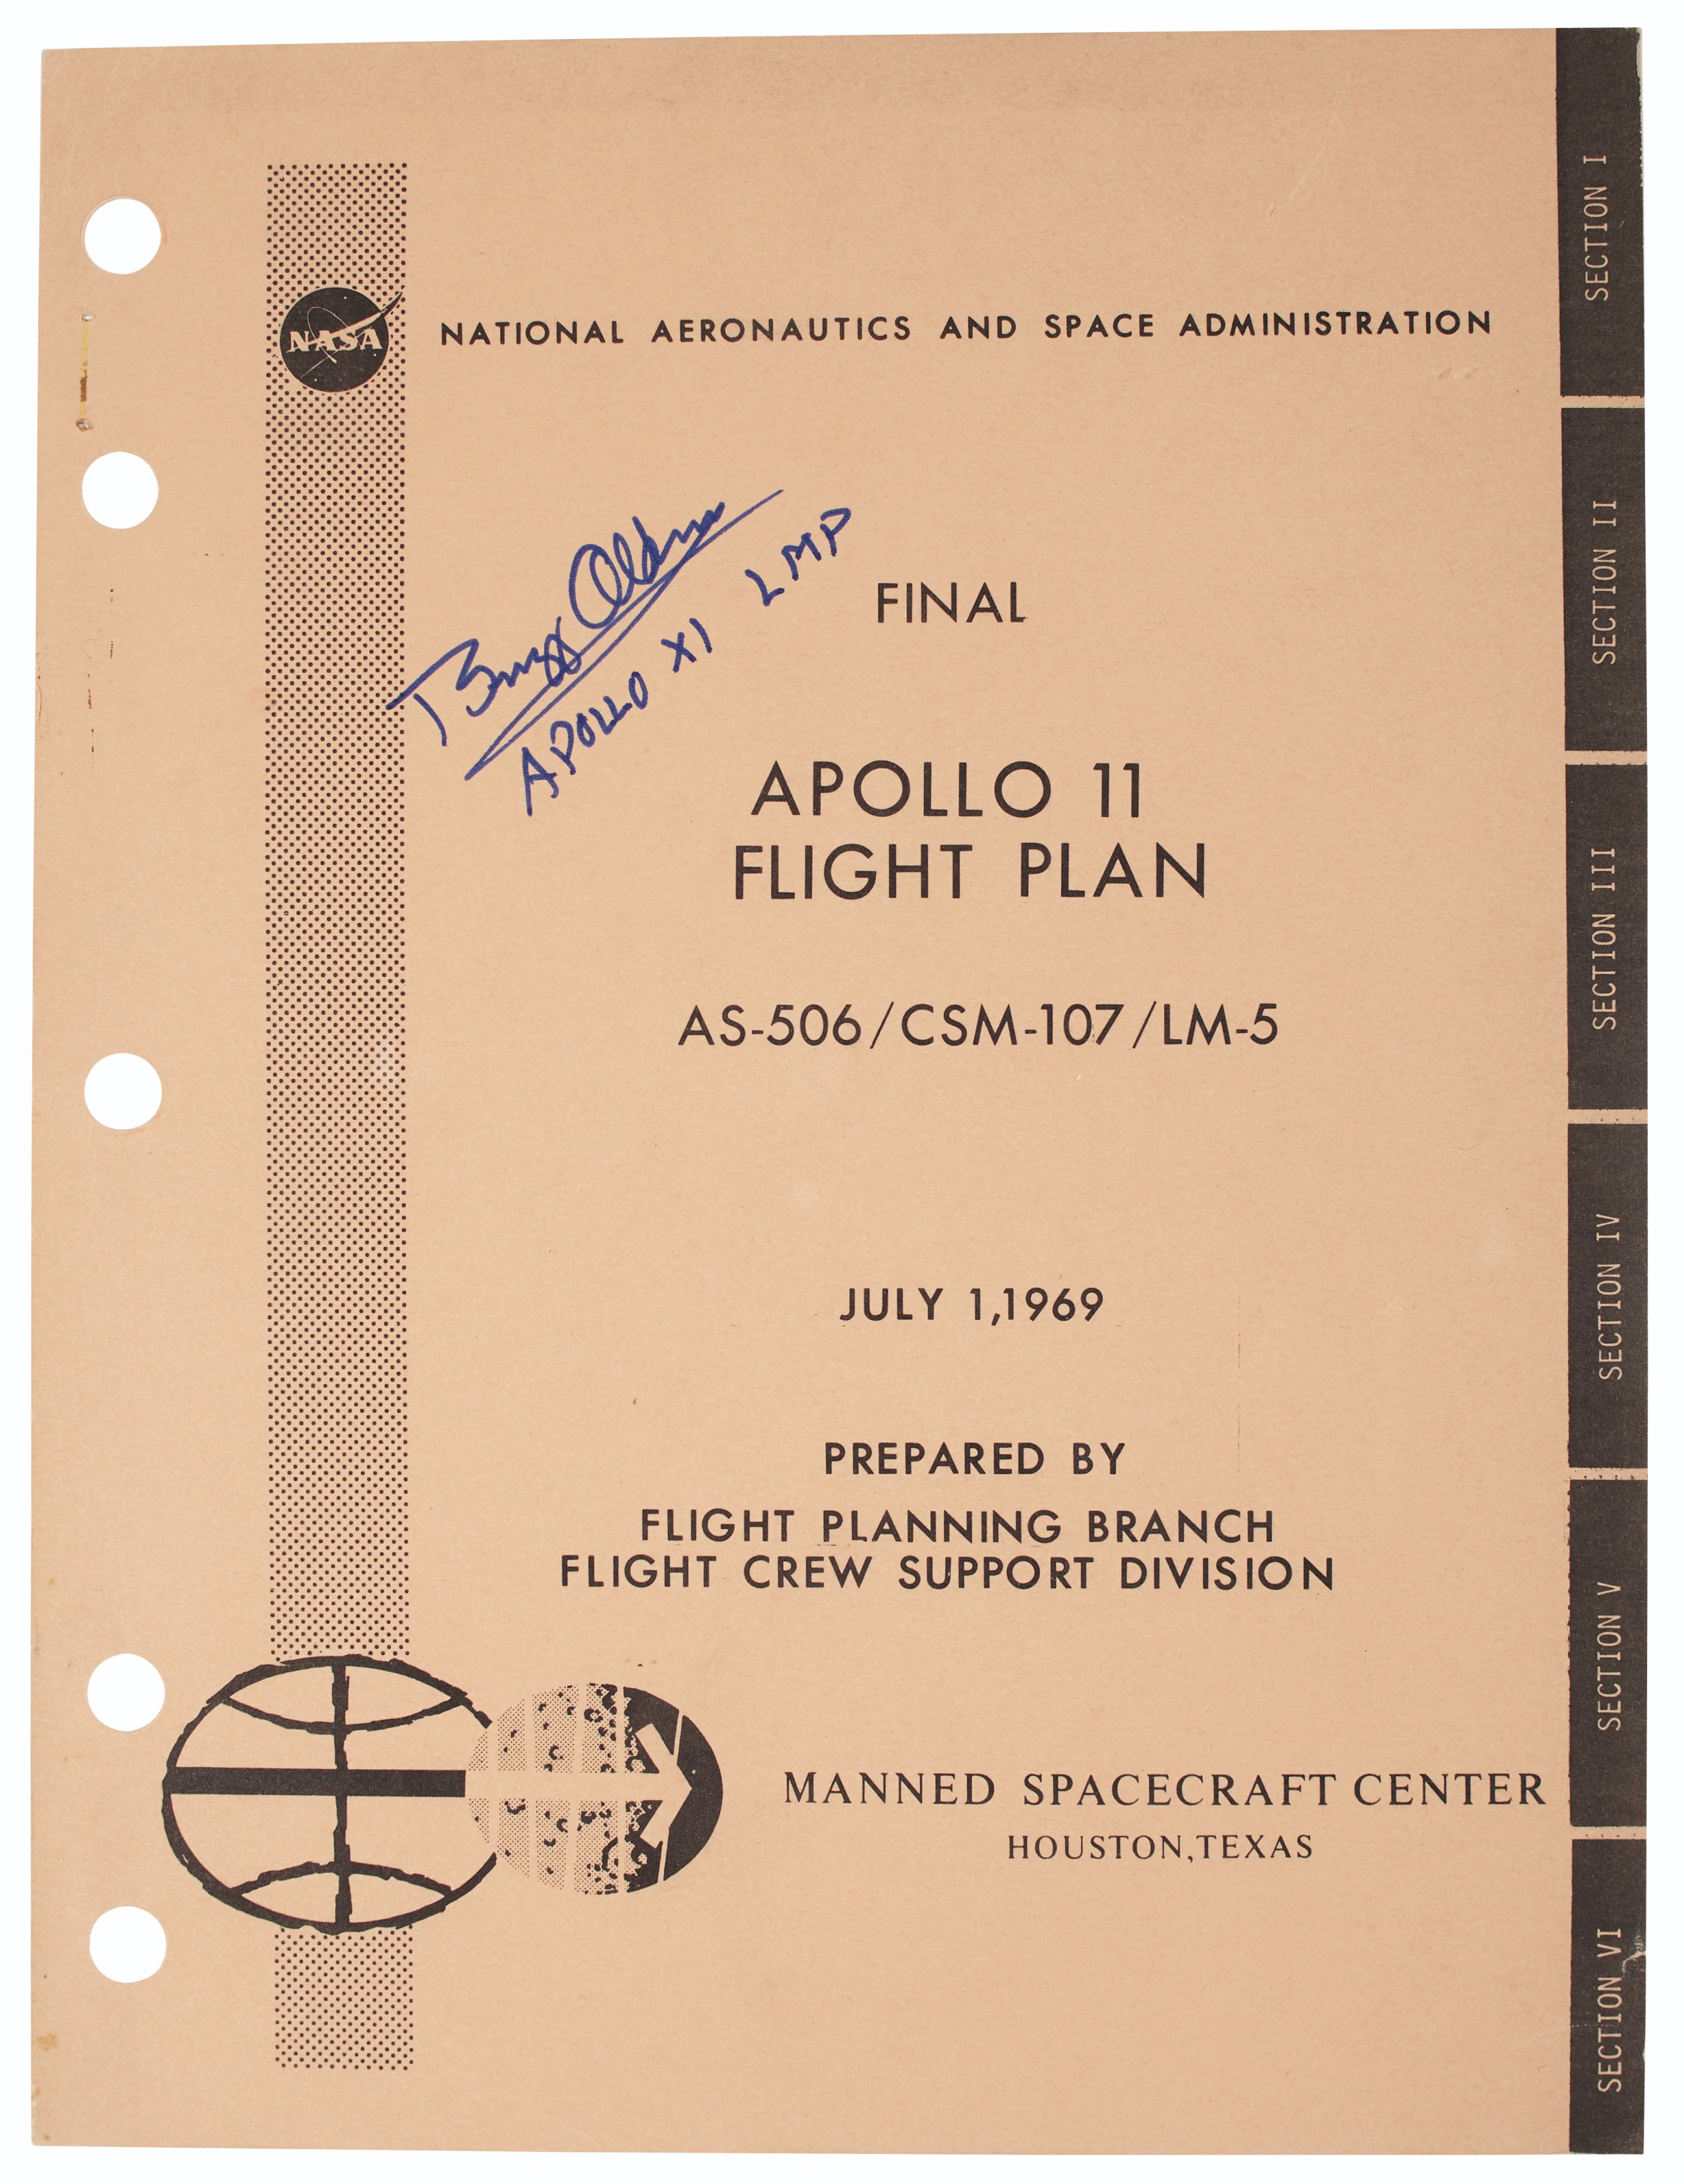 NASA
NATIONAL AERONAUTICS AND SPACE ADMINISTRATION
Buzz Aldrin
APOLLO XI LMP
FINAL
APOLLO 11
FLIGHT PLAN
AS-506/CSM-107/LM-5
JULY 1,1969
PREPARED BY
FLIGHT PLANNING BRANCH
FLIGHT CREW SUPPORT DIVISION
MANNED SPACECRAFT CENTER
HOUSTON,TEXAS
SECTION I
SECTION II
SECTION III
SECTION IV
SECTION V
SECTION VI